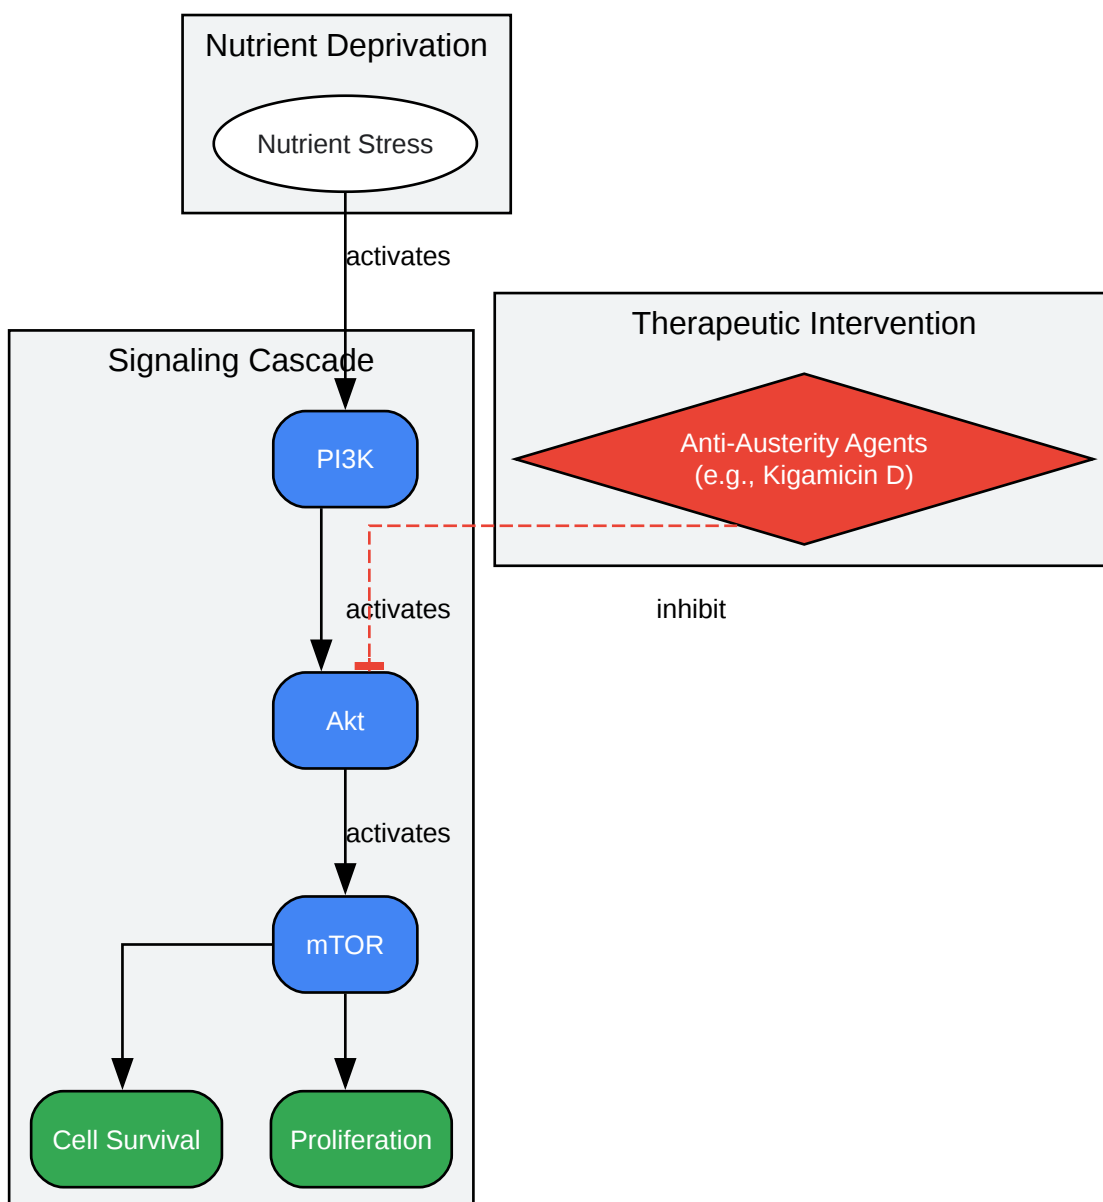 Nutrient Deprivation
Nutrient Stress
activates
Therapeutic Intervention
Signaling Cascade
Anti-Austerity Agents
(e.g., Kigamicin D)
PI3K
activates
inhibit
Akt
activates
mTOR
Cell Survival
Proliferation